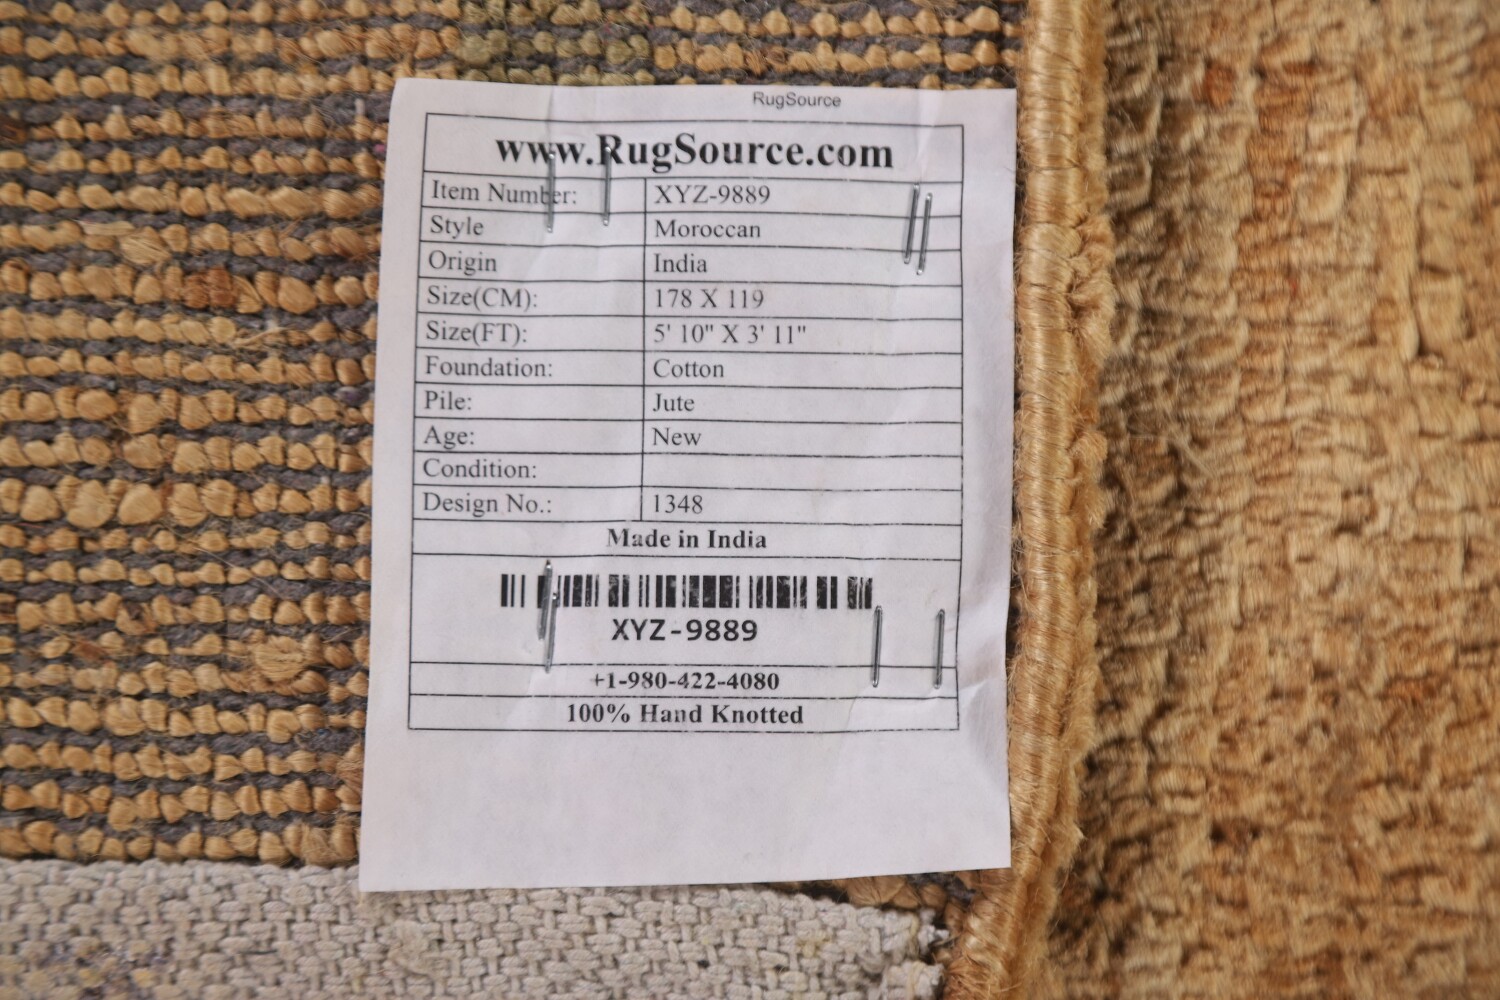 RugSource
www.RugSource.com
Item Number: XYZ-9889
Style Moroccan
Origin India
Size(CM): 178 X 119
Size(FT): 5' 10" X 3' 11"
Foundation: Cotton
Pile: Jute
Age: New
Condition:
Design No.: 1348
Made in India
XYZ-9889
+1-980-422-4080
100% Hand Knotted